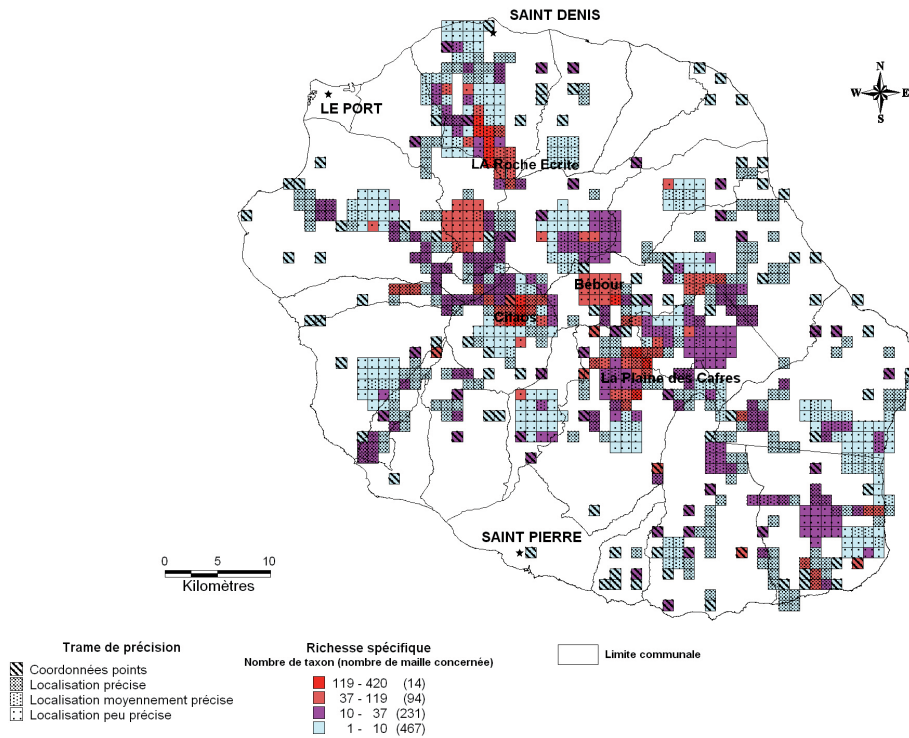 SAINT DENIS
LE PORT
N
W E
S
LA Roche Ecrite
Bébour
Cilaos
La Plaine des Cafres
SAINT PIERRE
0 5 10
Kilomètres
Trame de précision
Coordonnées points
Localisation précise
Localisation moyennement précise
Localisation peu précise
Richesse spécifique
Nombre de taxon (nombre de maille concernée)
119 - 420 (14)
37 - 119 (94)
10 - 37 (231)
1 - 10 (467)
Limite communale